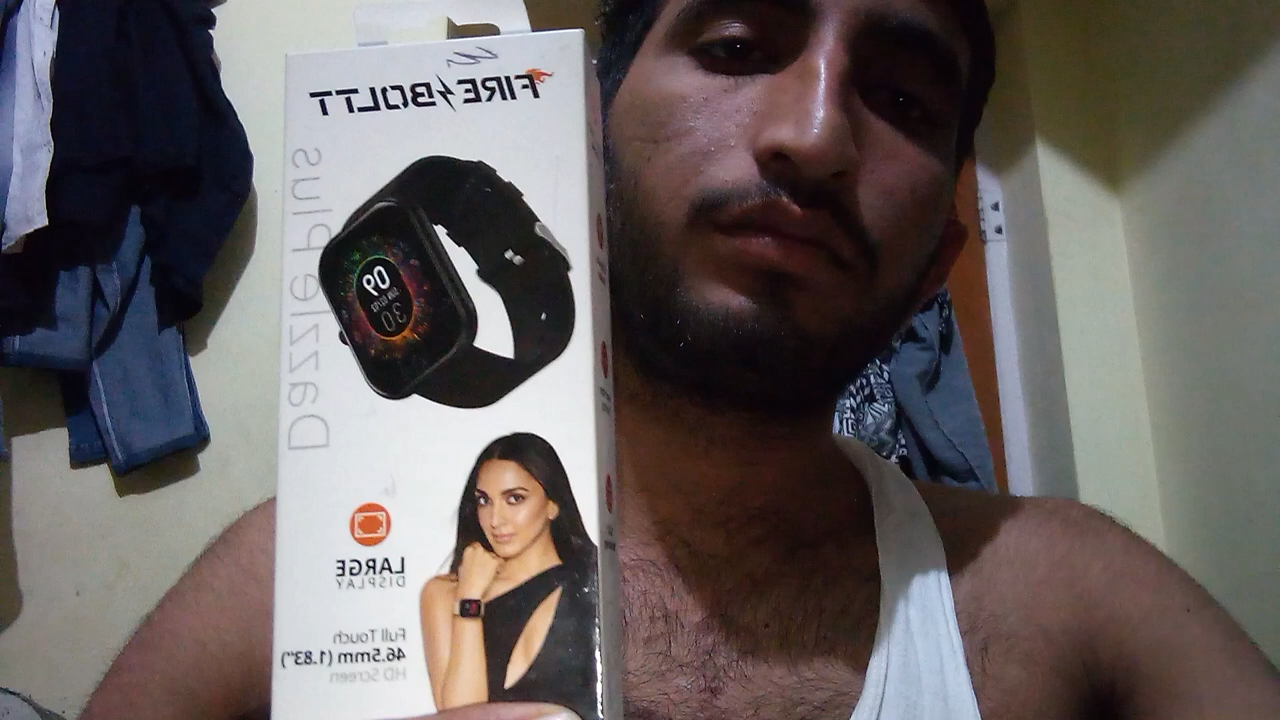 FIRE BOLTT
Dazzle Plus
09
30
LARGE
DISPLAY
Full Touch
46.5mm (1.83")
HD Screen